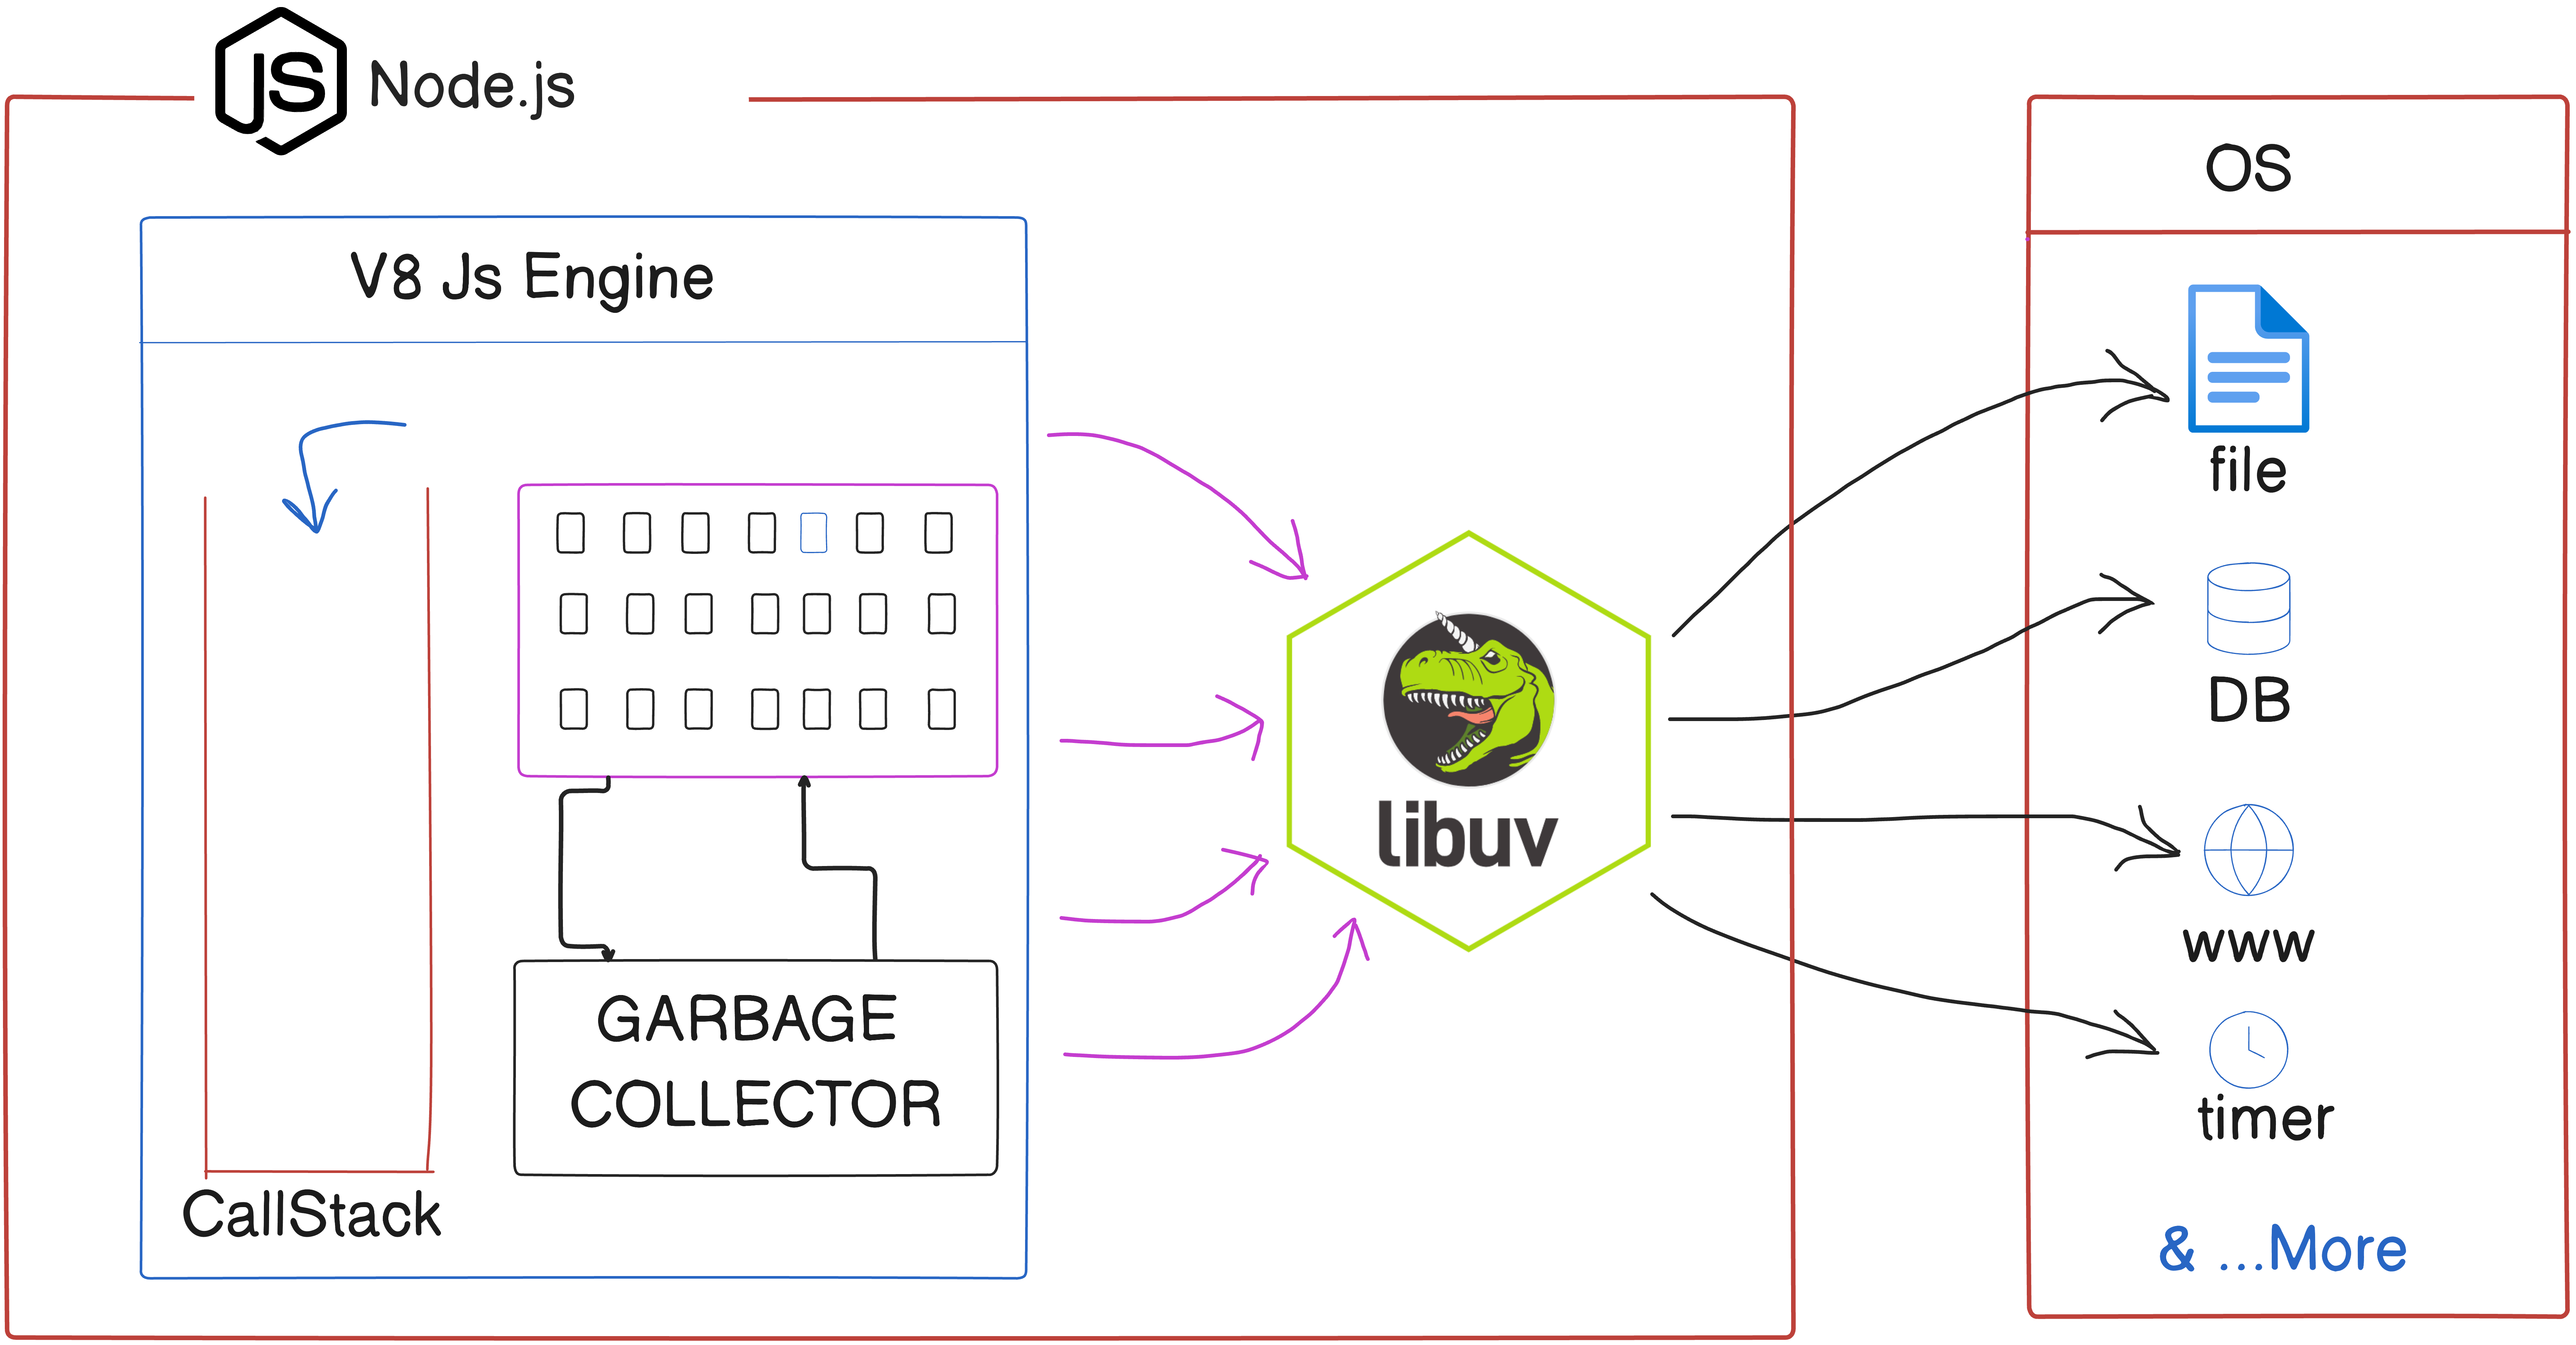 JS
Node.js
OS
V8 Js Engine
file
DB
libuv
www
GARBAGE
COLLECTOR
timer
CallStack
& ...More